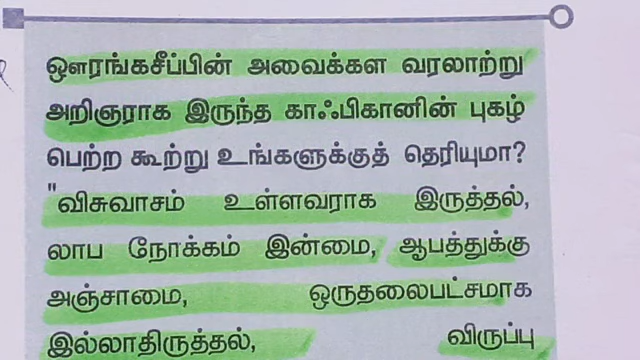 ஔரங்கசீப்பின் அவைக்கள வரலாற்று
அறிஞராக இருந்த காஃபிகானின் புகழ்
பெற்ற கூற்று உங்களுக்குத் தெரியுமா?
"விசுவாசம் உள்ளவராக இருத்தல்,
லாப நோக்கம் இன்மை, ஆபத்துக்கு
அஞ்சாமை, ஒருதலைபட்சமாக
இல்லாதிருத்தல், விருப்பு